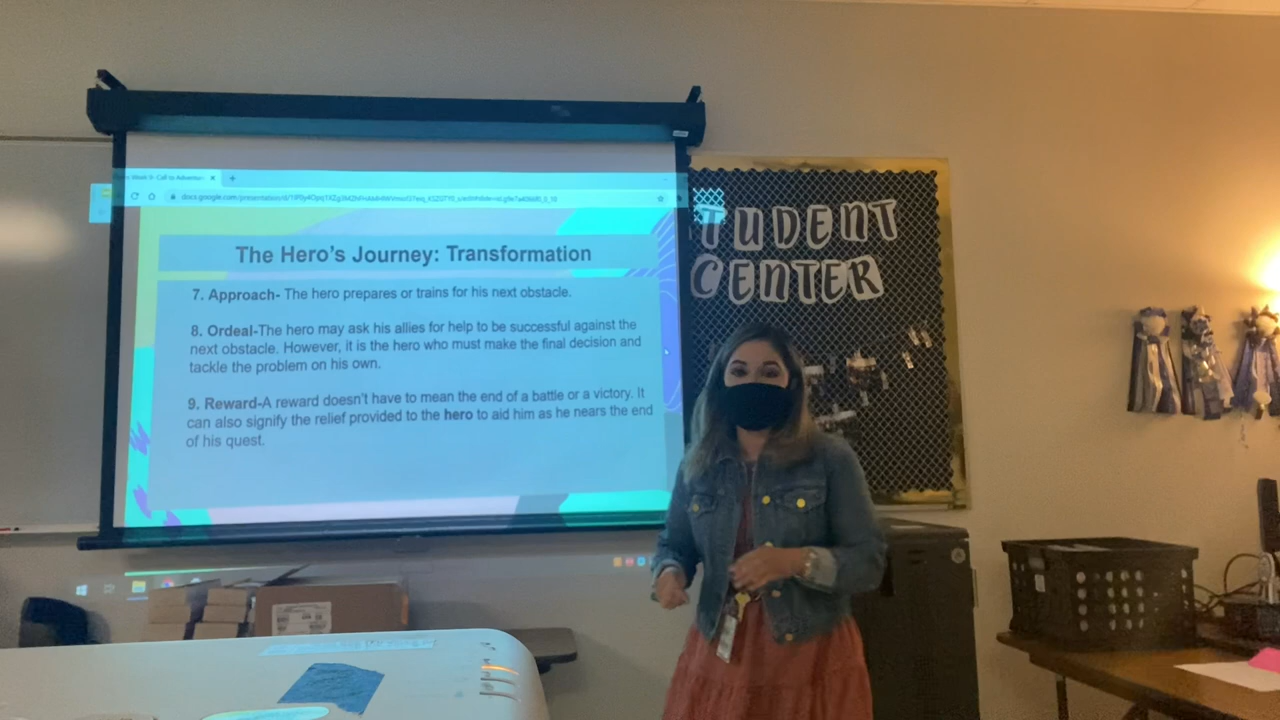 Call to Adventure
The Hero's Journey: Transformation
7. Approach- The hero prepares or trains for his next obstacle.
8. Ordeal-The hero may ask his allies for help to be successful against the
next obstacle. However, it is the hero who must make the final decision and
tackle the problem on his own.
9. Reward-A reward doesn't have to mean the end of a battle or a victory. It
can also signify the relief provided to the hero to aid him as he nears the end
of his quest.
STUDENT
CENTER